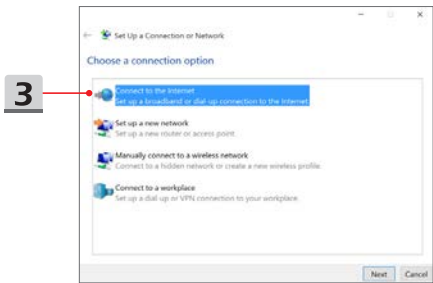 Set Up a Connection or Network
Choose a connection option
3
Connect to the Internet
Set up a broadband or dial-up connection to the Internet.
Set up a new network
Set up a new router or access point.
Manually connect to a wireless network
Connect to a hidden network or create a new wireless profile.
Connect to a workplace
Set up a dial-up or VPN connection to your workplace.
Next Cancel